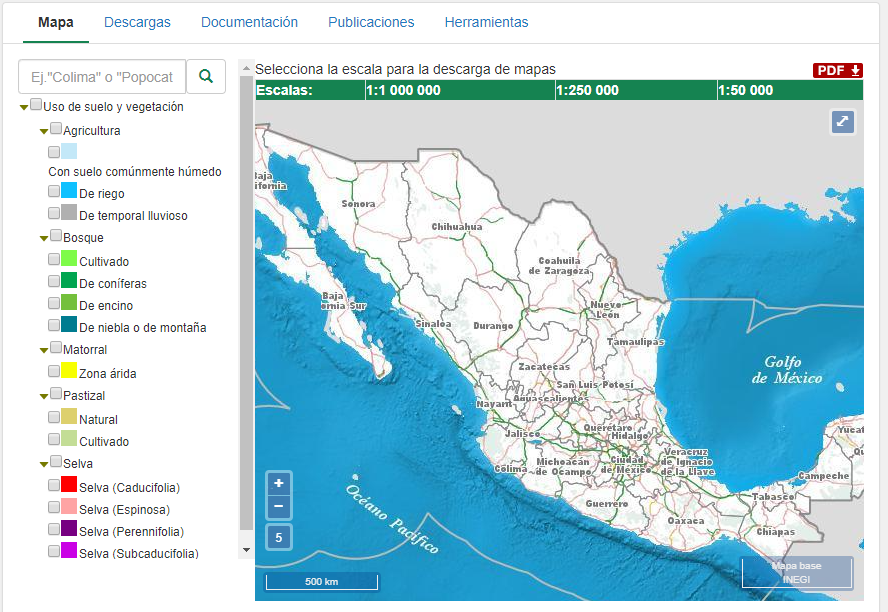 Mapa Descargas Documentación Publicaciones Herramientas
Ej."Colima" o "Popocat
Selecciona la escala para la descarga de mapas
PDF
Escalas: 1:1 000 000 1:250 000 1:50 000
Uso de suelo y vegetación
Agricultura
Con suelo comúnmente húmedo
De riego
De temporal lluvioso
Bosque
Cultivado
De coníferas
De encino
De niebla o de montaña
Matorral
Zona árida
Pastizal
Natural
Cultivado
Selva
Selva (Caducifolia)
Selva (Espinosa)
Selva (Perennifolia)
Selva (Subcaducifolia)
Baja
ifornia
Sonora
Chihuahua
Coahuila
de Zaragoza
Baja
ornia Sur
Nuevo
León
Sinaloa
Durango
Tamaulipas
Golfo
de México
Zacatecas
San Luis Potosí
Aguascalientes
Nayarit
Jalisco
Querétaro
Hidalgo
Yucat
Qu
Veracruz
de Ignacio
de la Llave
Colima
Michoacán
de Ocampo
Ciudad
de México
Campeche
Tabasco
Guerrero
Oaxaca
Chiapas
Océano Pacífico
+
−
5
500 km
Mapa base
INEGI